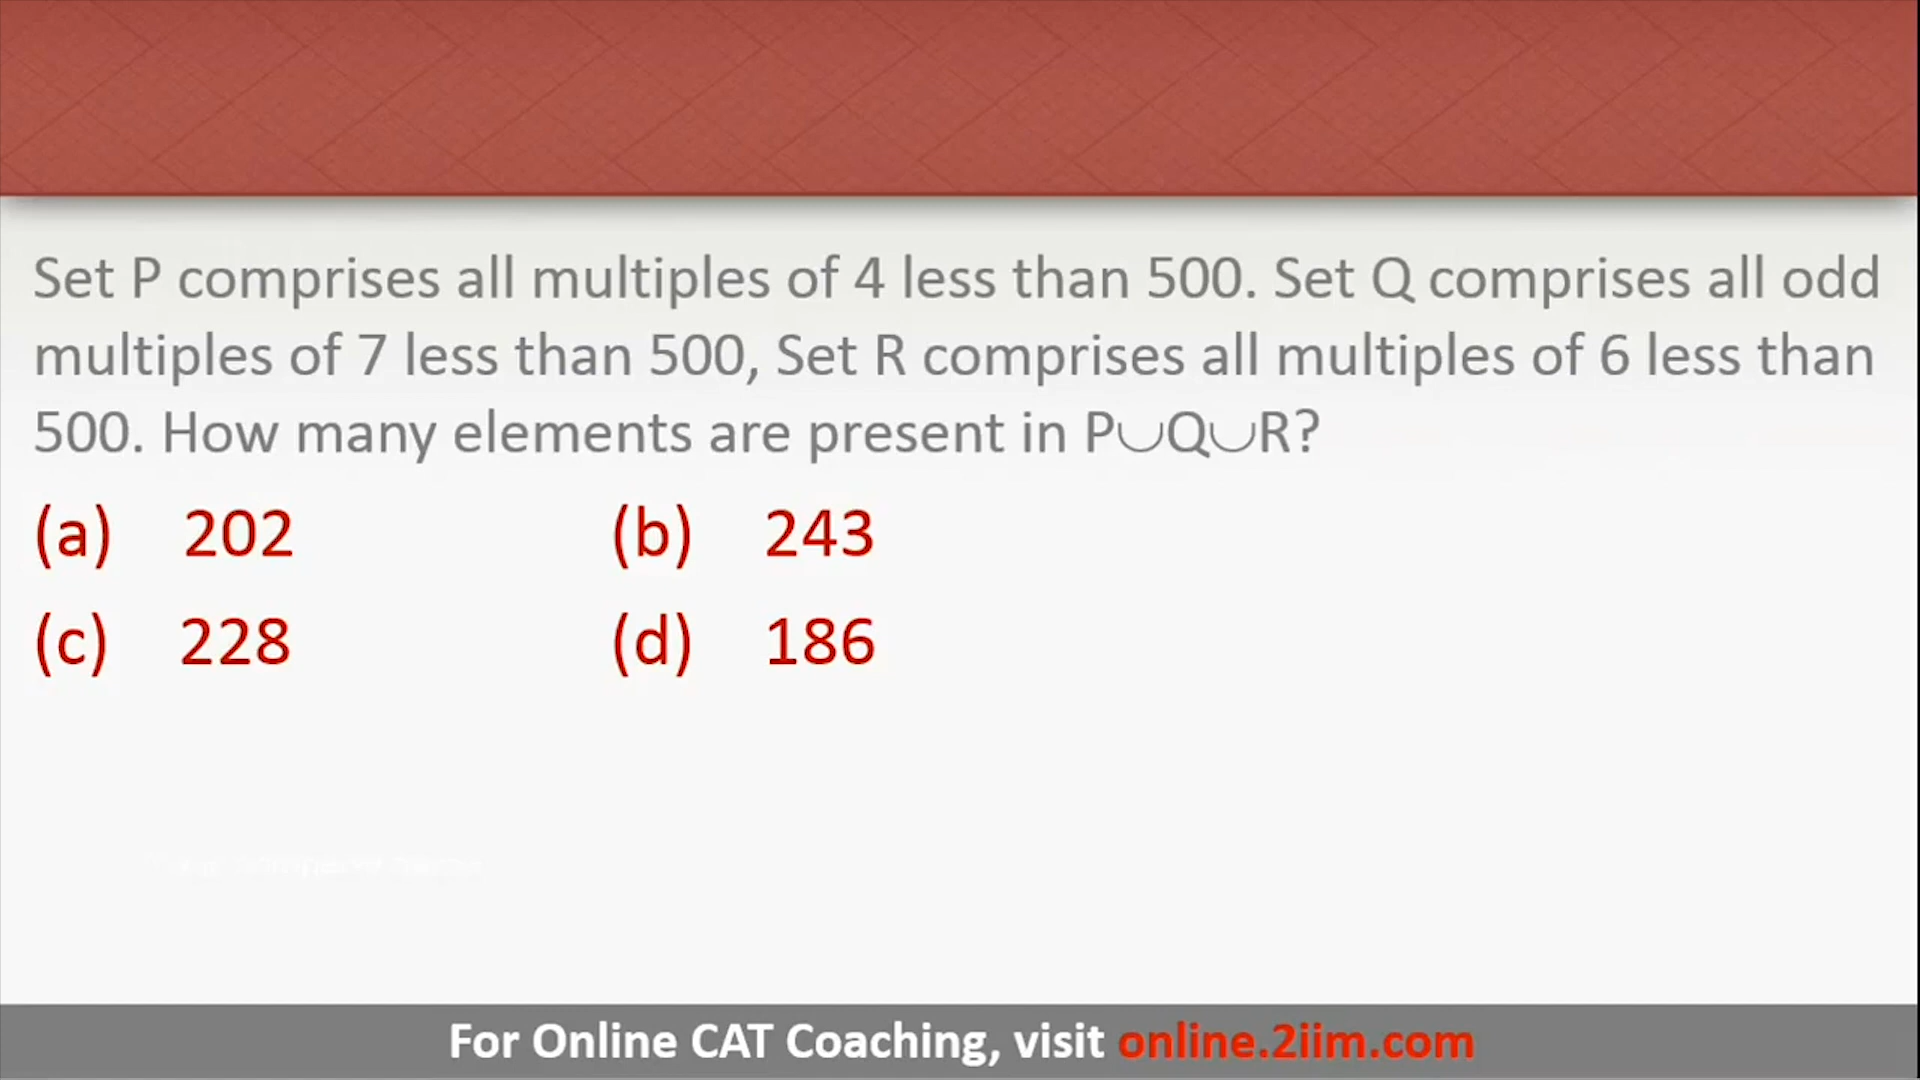 Set P comprises all multiples of 4 less than 500. Set Q comprises all odd
multiples of 7 less than 500, Set R comprises all multiples of 6 less than
500. How many elements are present in P∪Q∪R?
(a) 202 (b) 243
(c) 228 (d) 186
For Online CAT Coaching, visit online.2iim.com